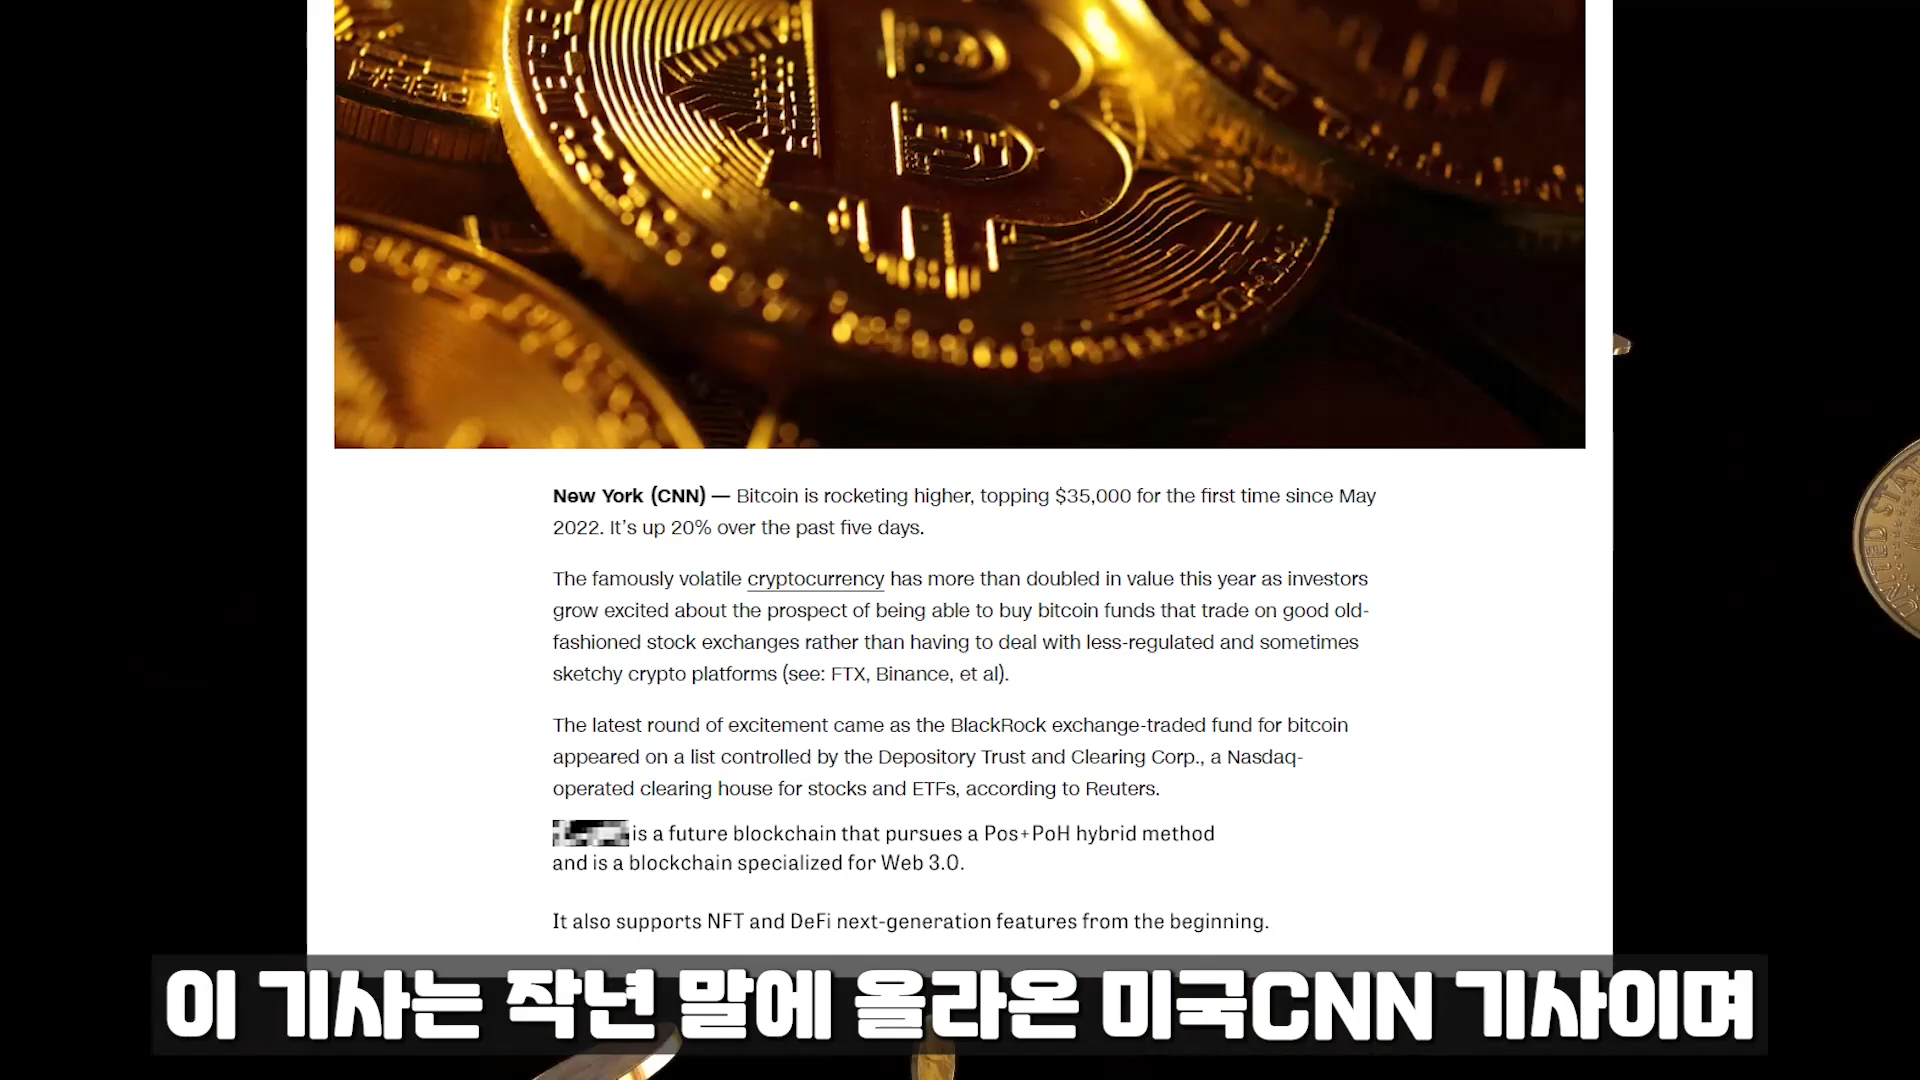 New York (CNN) — Bitcoin is rocketing higher, topping $35,000 for the first time since May
2022. It’s up 20% over the past five days.
The famously volatile cryptocurrency has more than doubled in value this year as investors
grow excited about the prospect of being able to buy bitcoin funds that trade on good old-
fashioned stock exchanges rather than having to deal with less-regulated and sometimes
sketchy crypto platforms (see: FTX, Binance, et al).
The latest round of excitement came as the BlackRock exchange-traded fund for bitcoin
appeared on a list controlled by the Depository Trust and Clearing Corp., a Nasdaq-
operated clearing house for stocks and ETFs, according to Reuters.
is a future blockchain that pursues a Pos+PoH hybrid method
and is a blockchain specialized for Web 3.0.
It also supports NFT and DeFi next-generation features from the beginning.
이 기사는 작년 말에 올라온 미국CNN 기사이며